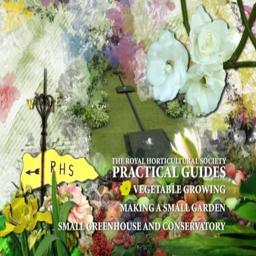 RHS
THE ROYAL HORTICULTURAL SOCIETY
PRACTICAL GUIDES
VEGETABLE GROWING
MAKING A SMALL GARDEN
SMALL GREENHOUSE AND CONSERVATORY